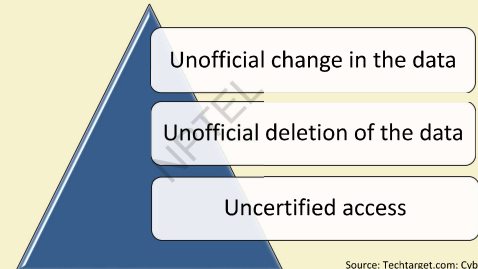 Unofficial change in the data
Unofficial deletion of the data
Uncertified access
NPTEL
Source: Techtarget.com: Cyb